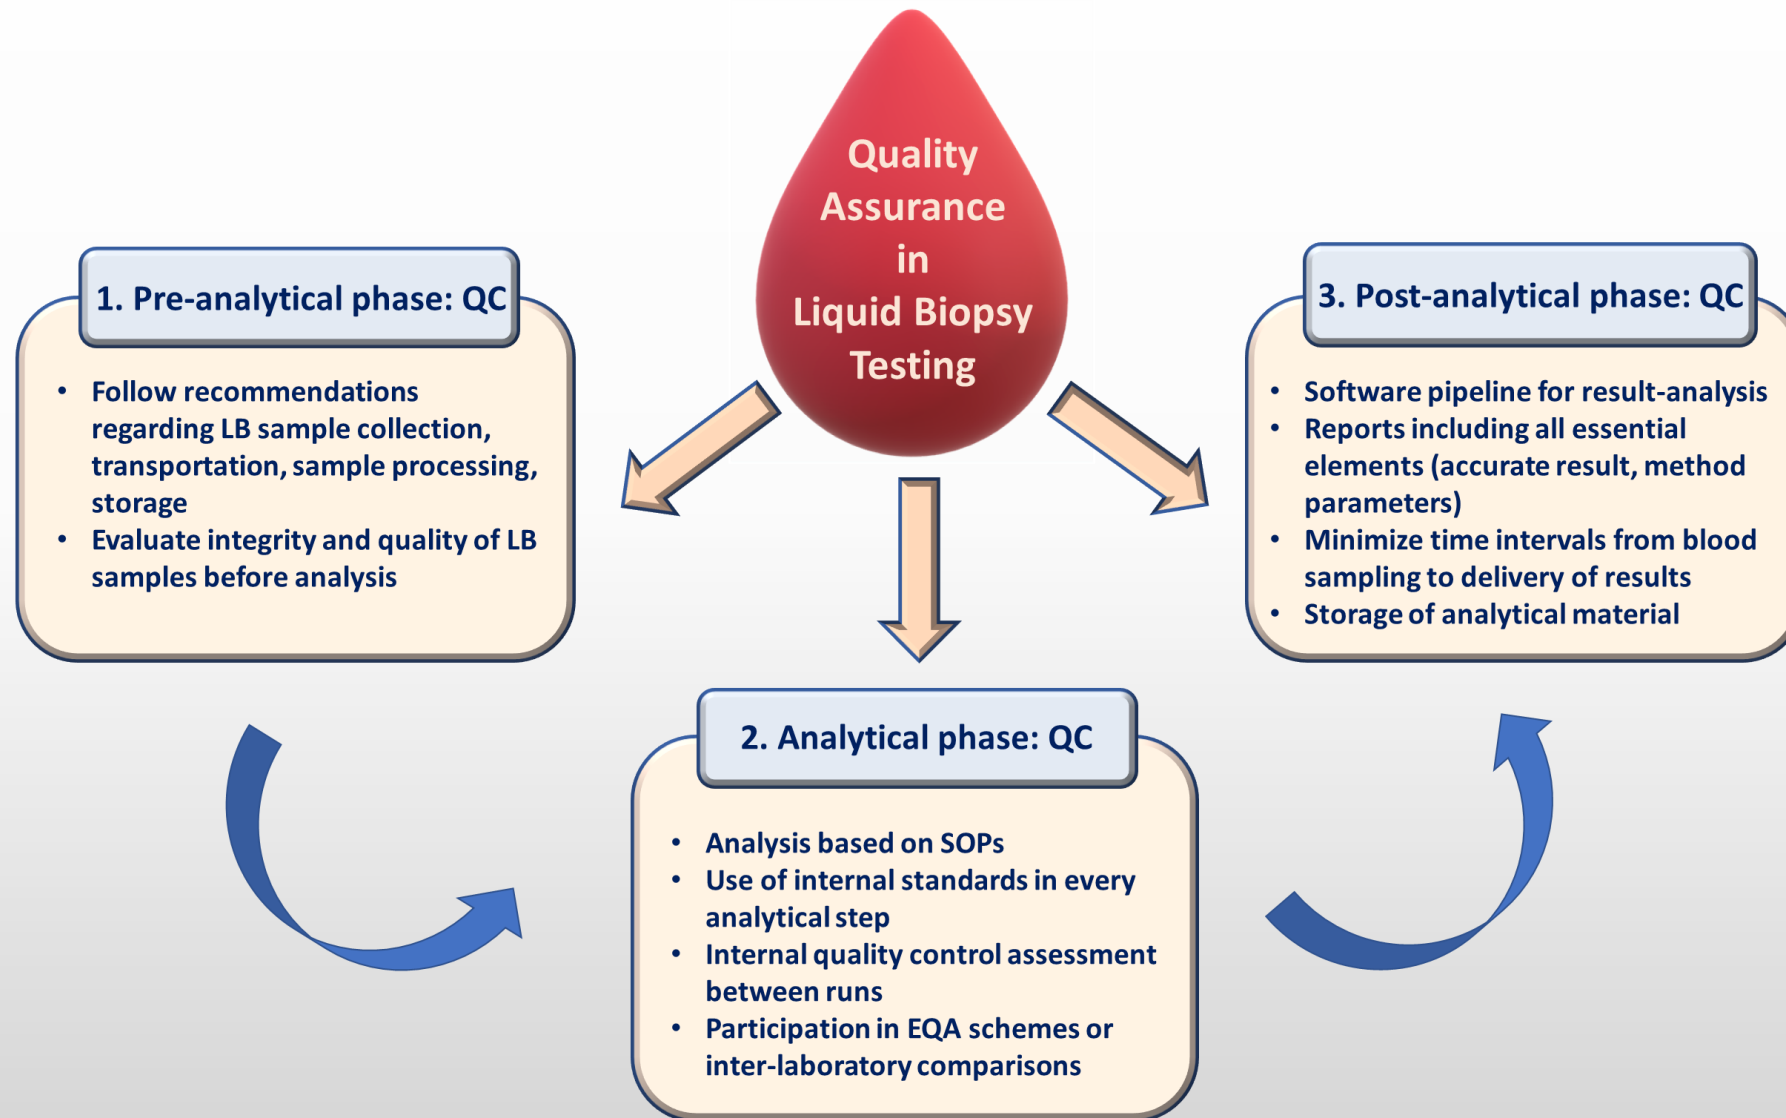 Quality
Assurance
in
Liquid Biopsy
Testing
1. Pre-analytical phase: QC
• Follow recommendations
regarding LB sample collection,
transportation, sample processing,
storage
• Evaluate integrity and quality of LB
samples before analysis
2. Analytical phase: QC
• Analysis based on SOPs
• Use of internal standards in every
analytical step
• Internal quality control assessment
between runs
• Participation in EQA schemes or
inter-laboratory comparisons
3. Post-analytical phase: QC
• Software pipeline for result-analysis
• Reports including all essential
elements (accurate result, method
parameters)
• Minimize time intervals from blood
sampling to delivery of results
• Storage of analytical material